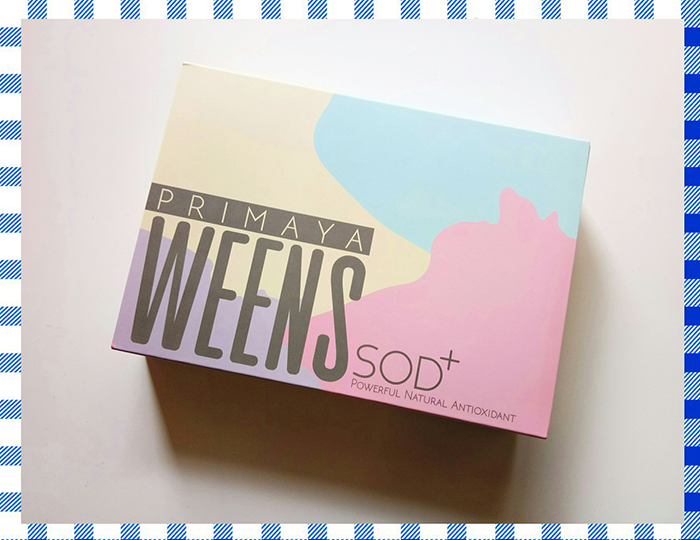 PRIMAYA
WEENS
SOD+
POWERFUL NATURAL ANTIOXIDANT